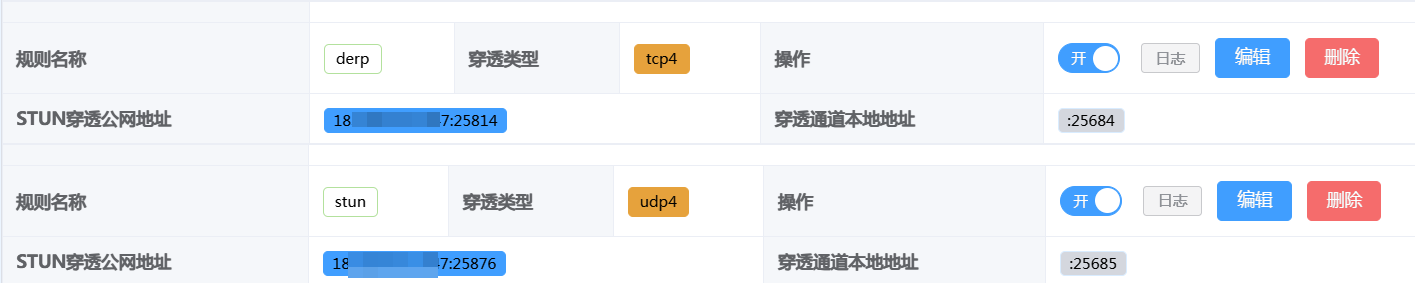 规则名称 derp 穿透类型 tcp4 操作 开 日志 编辑 删除
STUN穿透公网地址 18 7:25814 穿透通道本地地址 :25684
规则名称 stun 穿透类型 udp4 操作 开 日志 编辑 删除
STUN穿透公网地址 18 47:25876 穿透通道本地地址 :25685